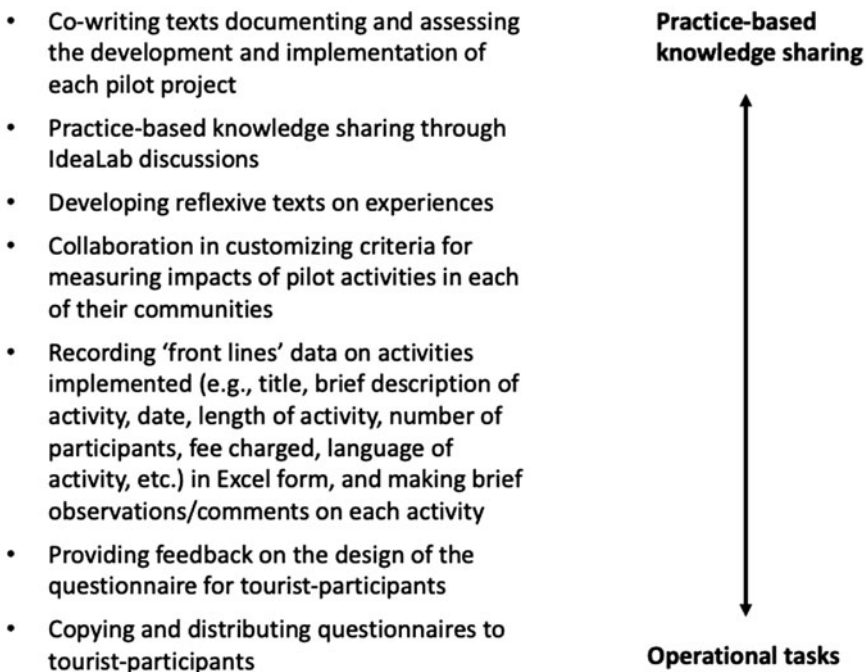 • Co-writing texts documenting and assessing
the development and implementation of
each pilot project
• Practice-based knowledge sharing through
IdeaLab discussions
• Developing reflexive texts on experiences
• Collaboration in customizing criteria for
measuring impacts of pilot activities in each
of their communities
• Recording ‘front lines’ data on activities
implemented (e.g., title, brief description of
activity, date, length of activity, number of
participants, fee charged, language of
activity, etc.) in Excel form, and making brief
observations/comments on each activity
• Providing feedback on the design of the
questionnaire for tourist-participants
• Copying and distributing questionnaires to
tourist-participants
Practice-based
knowledge sharing
Operational tasks